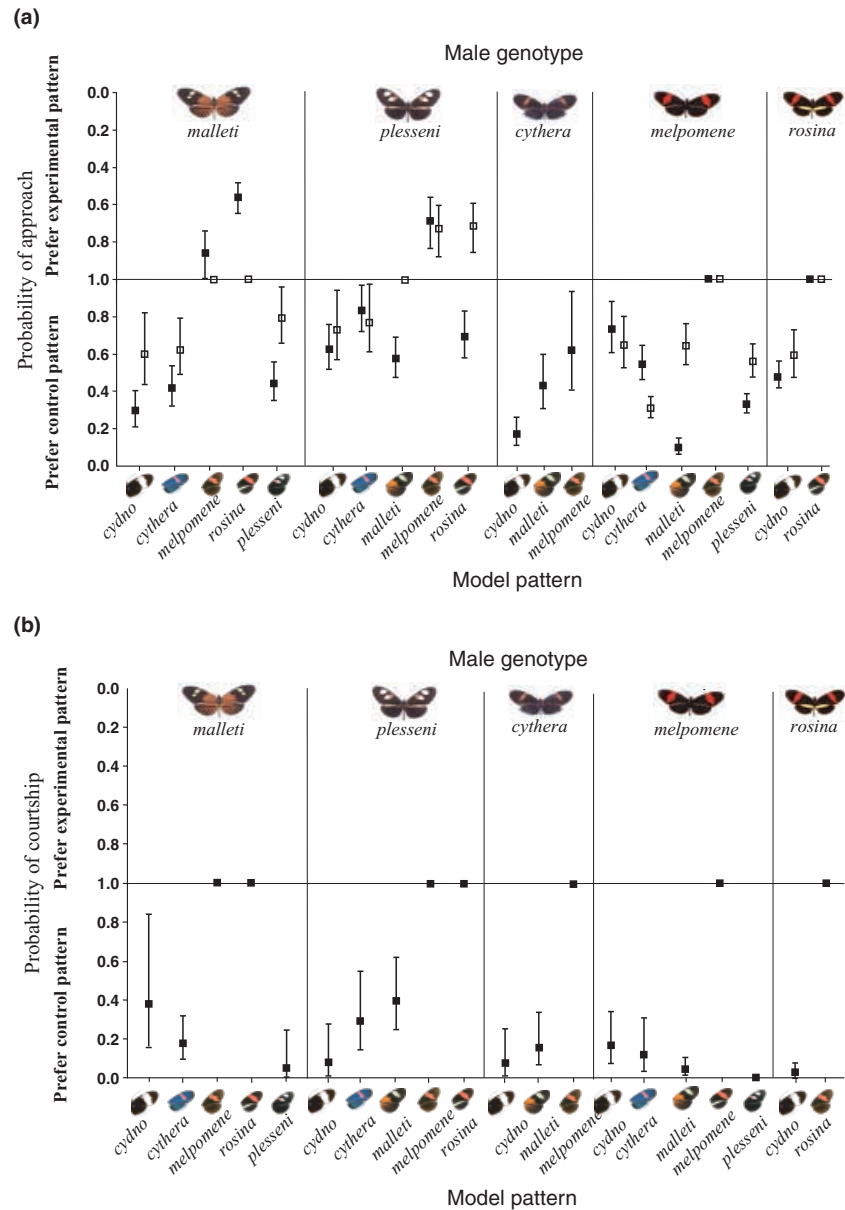 (a)
Male genotype
malleti plesseni cythera melpomene rosina
Probability of approach
Prefer experimental pattern
Prefer control pattern
0.0
0.2
0.4
0.6
0.8
1.0
0.8
0.6
0.4
0.2
0.0
cydno cythera melpomene rosina plesseni cydno cythera malleti melpomene rosina cydno malleti melpomene cydno cythera malleti melpomene plesseni cydno rosina
Model pattern
(b)
Male genotype
malleti plesseni cythera melpomene rosina
Probability of courtship
Prefer experimental pattern
Prefer control pattern
0.0
0.2
0.4
0.6
0.8
1.0
0.8
0.6
0.4
0.2
0.0
cydno cythera melpomene rosina plesseni cydno cythera malleti melpomene rosina cydno malleti melpomene cydno cythera malleti melpomene plesseni cydno rosina
Model pattern